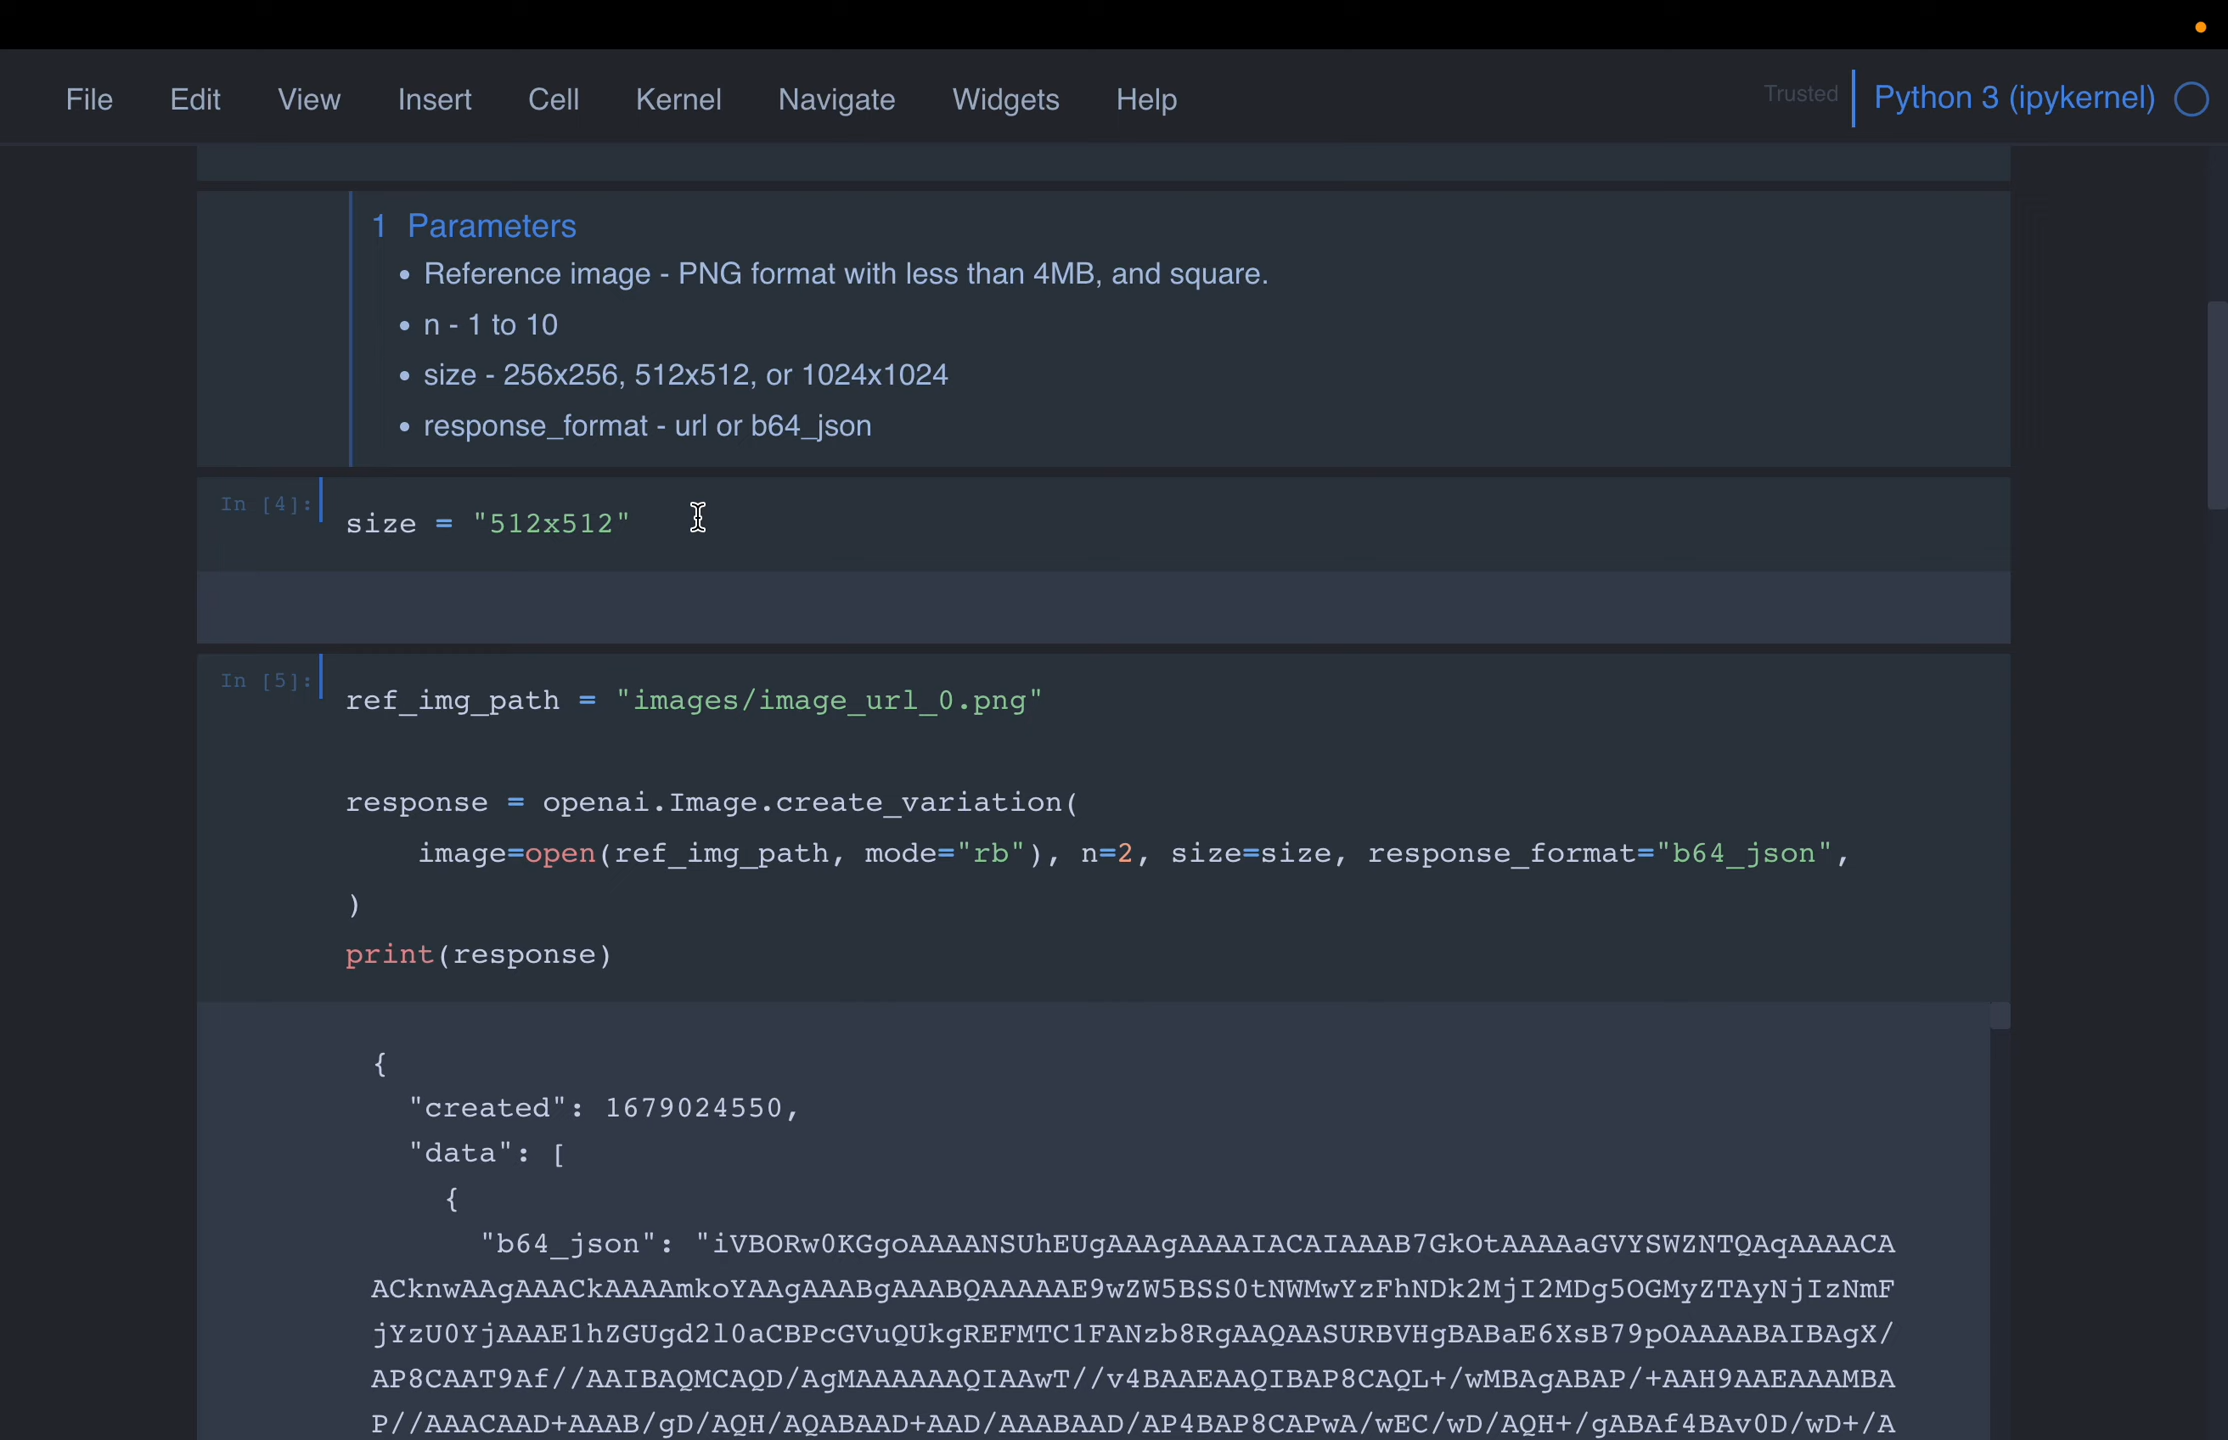 File Edit View Insert Cell Kernel Navigate Widgets Help Trusted Python 3 (ipykernel)
1 Parameters
• Reference image - PNG format with less than 4MB, and square.
• n - 1 to 10
• size - 256x256, 512x512, or 1024x1024
• response_format - url or b64_json
In [4]:
size = "512x512"
In [5]:
ref_img_path = "images/image_url_0.png"
response = openai.Image.create_variation(
image=open(ref_img_path, mode="rb"), n=2, size=size, response_format="b64_json",
)
print(response)
{
"created": 1679024550,
"data": [
{
"b64_json": "iVBORw0KGgoAAAANSUhEUgAAAgAAAAIACAIAAAB7GkOtAAAAaGVYSWZNTQAqAAAACA
ACknwAAgAAACkAAAAmkoYAAgAAABgAAABQAAAAAE9wZW5BSS0tNWMwYzFhNDk2MjI2MDg5OGMyZTAyNjIzNmF
jYzU0YjAAAE1hZGUgd2l0aCBPcGVuQUkgREFMTC1FANzb8RgAAQAASURBVHgBABaE6XsB79pOAAAABAIBAgX/
AP8CAAT9Af//AAIBAQMCAQD/AgMAAAAAAQIAAwT//v4BAAEAAQIBAP8CAQL+/wMBAgABAP/+AAH9AAEAAAMBA
P//AAACAAD+AAAB/gD/AQH/AQABAAD+AAD/AAABAAD/AP4BAP8CAPwA/wEC/wD/AQH+/gABAf4BAv0D/wD+/A